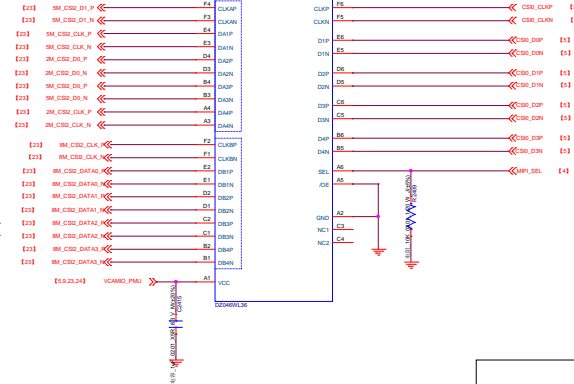 [23] 5M_CSI2_D1_P F4 CLKAP CLKP F6 CSI0_CLKP
[23] 5M_CSI2_D1_N F3 CLKAN CLKN F5 CSI0_CLKN
[23] 5M_CSI2_CLK_P E4 DA1P
[23] 5M_CSI2_CLK_N E3 DA1N D1P E6 CSI0_D0P [5]
[23] 2M_CSI2_D0_P D4 DA2P D1N E5 CSI0_D0N [5]
[23] 2M_CSI2_D0_N D3 DA2N D2P D6 CSI0_D1P [5]
[23] 5M_CSI2_D0_P B4 DA3P D2N D5 CSI0_D1N [5]
[23] 5M_CSI2_D0_N B3 DA3N D3P C6 CSI0_D2P [5]
[23] 2M_CSI2_CLK_P A4 DA4P D3N C5 CSI0_D2N [5]
[23] 2M_CSI2_CLK_N A3 DA4N D4P B6 CSI0_D3P [5]
[23] 8M_CSI2_CLK_P F2 CLKBP D4N B5 CSI0_D3N [5]
[23] 8M_CSI2_CLK_N F1 CLKBN
[23] 8M_CSI2_DATA0_P E2 DB1P SEL A6 MIPI_SEL [4]
[23] 8M_CSI2_DATA0_N E1 DB1N /OE A5
[23] 8M_CSI2_DATA1_P D2 DB2P
[23] 8M_CSI2_DATA1_N D1 DB2N GND A2
[23] 8M_CSI2_DATA2_P C2 DB3P NC1 C3
[23] 8M_CSI2_DATA2_N C1 DB3N NC2 C4
[23] 8M_CSI2_DATA3_P B2 DB4P
[23] 8M_CSI2_DATA3_N B1 DB4N
[5,9,23,24] VCAMIO_PMU A1 VCC
DZ046WL36
R2409
C2415